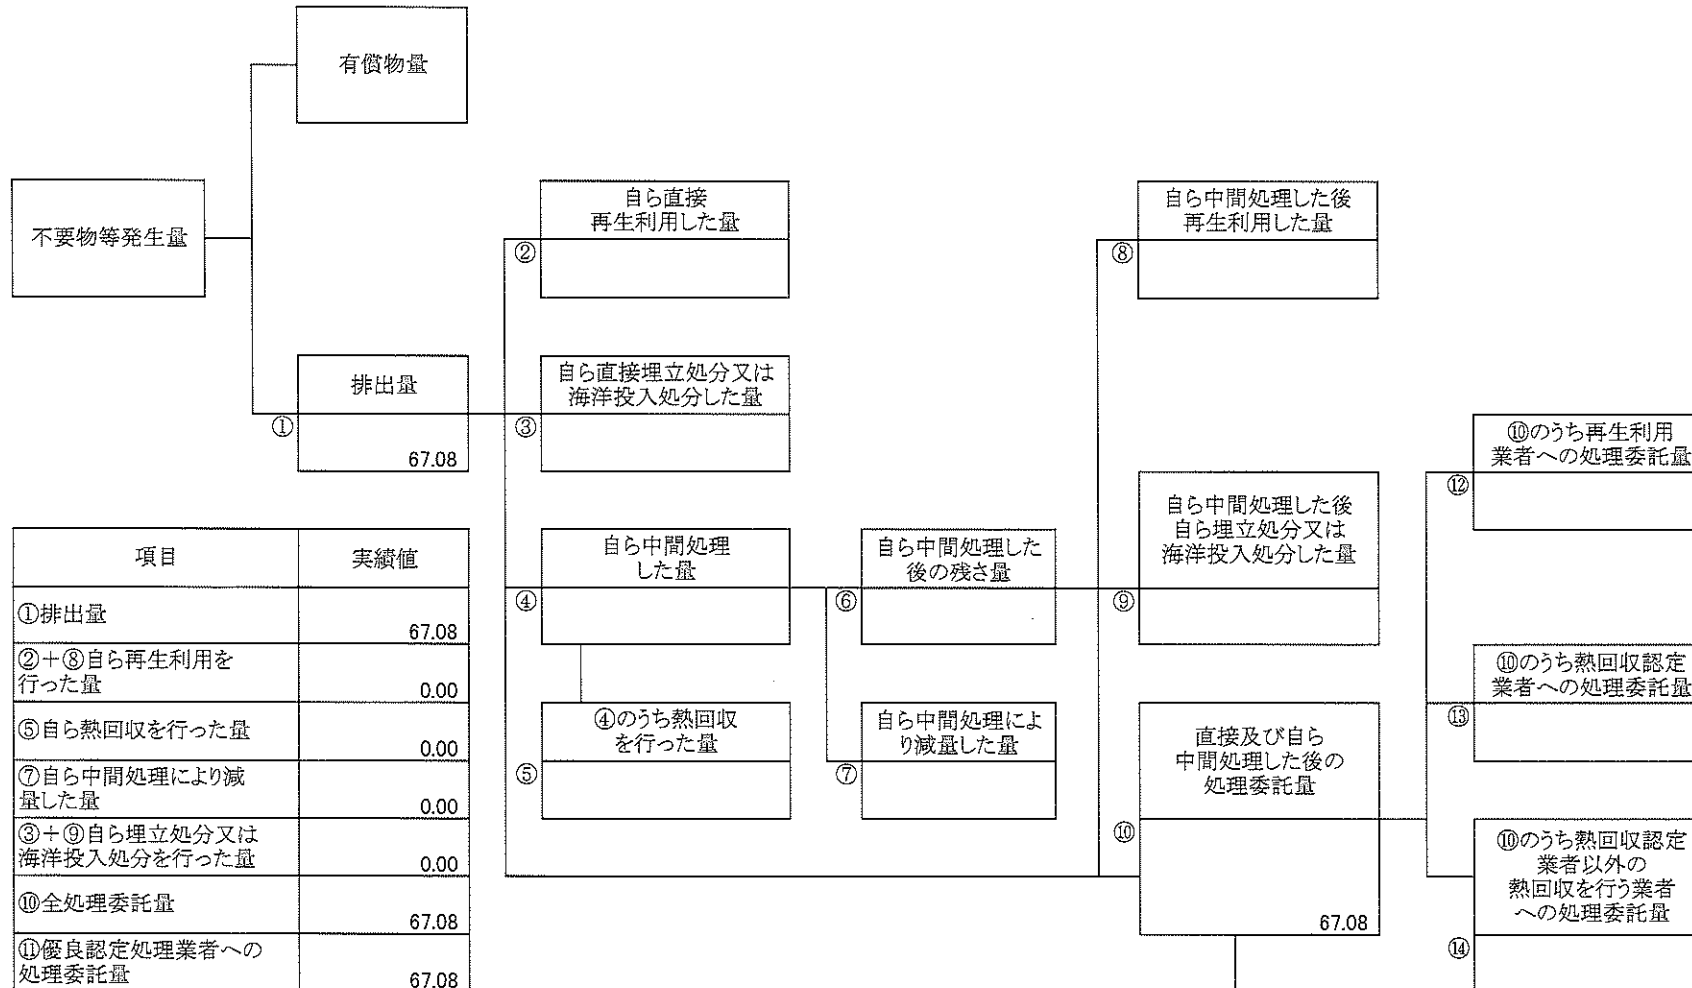 有償物量
不要物等発生量
自ら直接
再生利用した量
②
自ら中間処理した後
再生利用した量
⑧
排出量
①
67.08
自ら直接埋立処分又は
海洋投入処分した量
③
⑩のうち再生利用
業者への処理委託量
⑫
自ら中間処理
した量
④
自ら中間処理した
後の残さ量
⑥
自ら中間処理した後
自ら埋立処分又は
海洋投入処分した量
⑨
④のうち熱回収
を行った量
⑤
自ら中間処理によ
り減量した量
⑦
直接及び自ら
中間処理した後の
処理委託量
⑩
67.08
⑩のうち熱回収認定
業者への処理委託量
⑬
⑩のうち熱回収認定
業者以外の
熱回収を行う業者
への処理委託量
⑭
項目 実績値
①排出量 67.08
②+⑧自ら再生利用を
行った量 0.00
⑤自ら熱回収を行った量 0.00
⑦自ら中間処理により減
量した量 0.00
③+⑨自ら埋立処分又は
海洋投入処分を行った量 0.00
⑩全処理委託量 67.08
⑪優良認定処理業者への
処理委託量 67.08